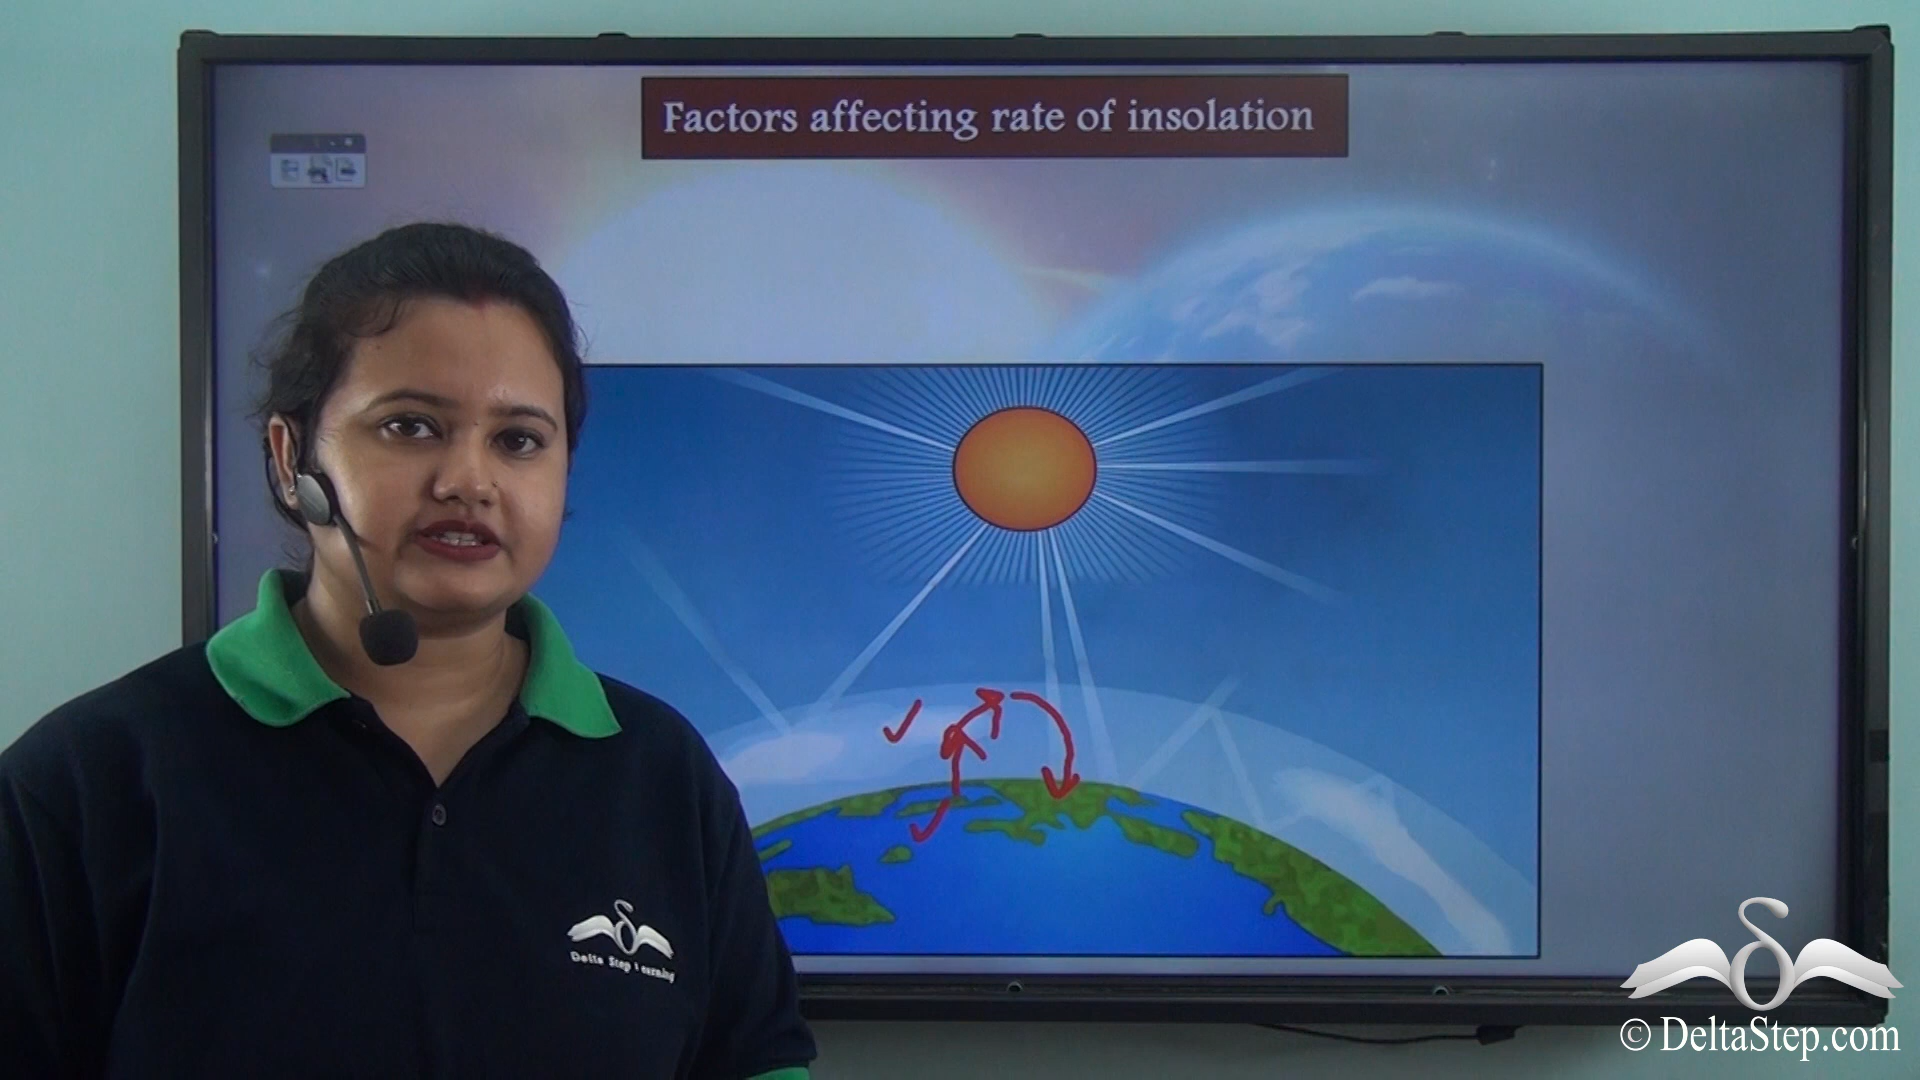 Factors affecting rate of insolation
Delta Step Learning
© DeltaStep.com